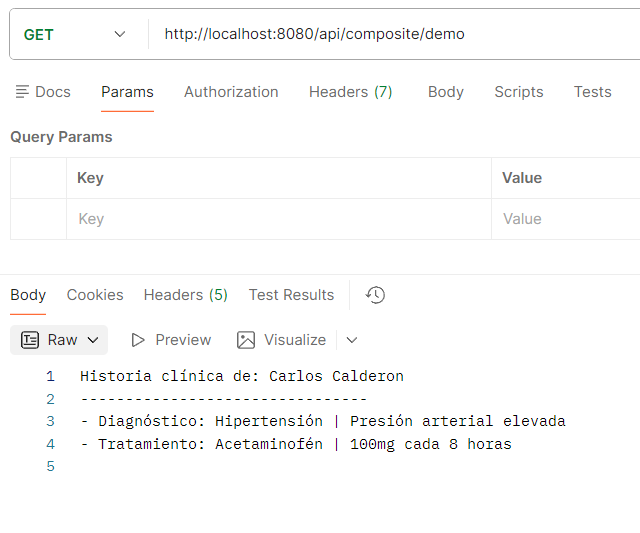 GET http://localhost:8080/api/composite/demo
Docs Params Authorization Headers (7) Body Scripts Tests
Query Params
Key Value
Key Value
Body Cookies Headers (5) Test Results
Raw Preview Visualize
1 Historia clínica de: Carlos Calderon
2 --------------------------------
3 - Diagnóstico: Hipertensión | Presión arterial elevada
4 - Tratamiento: Acetaminofén | 100mg cada 8 horas
5